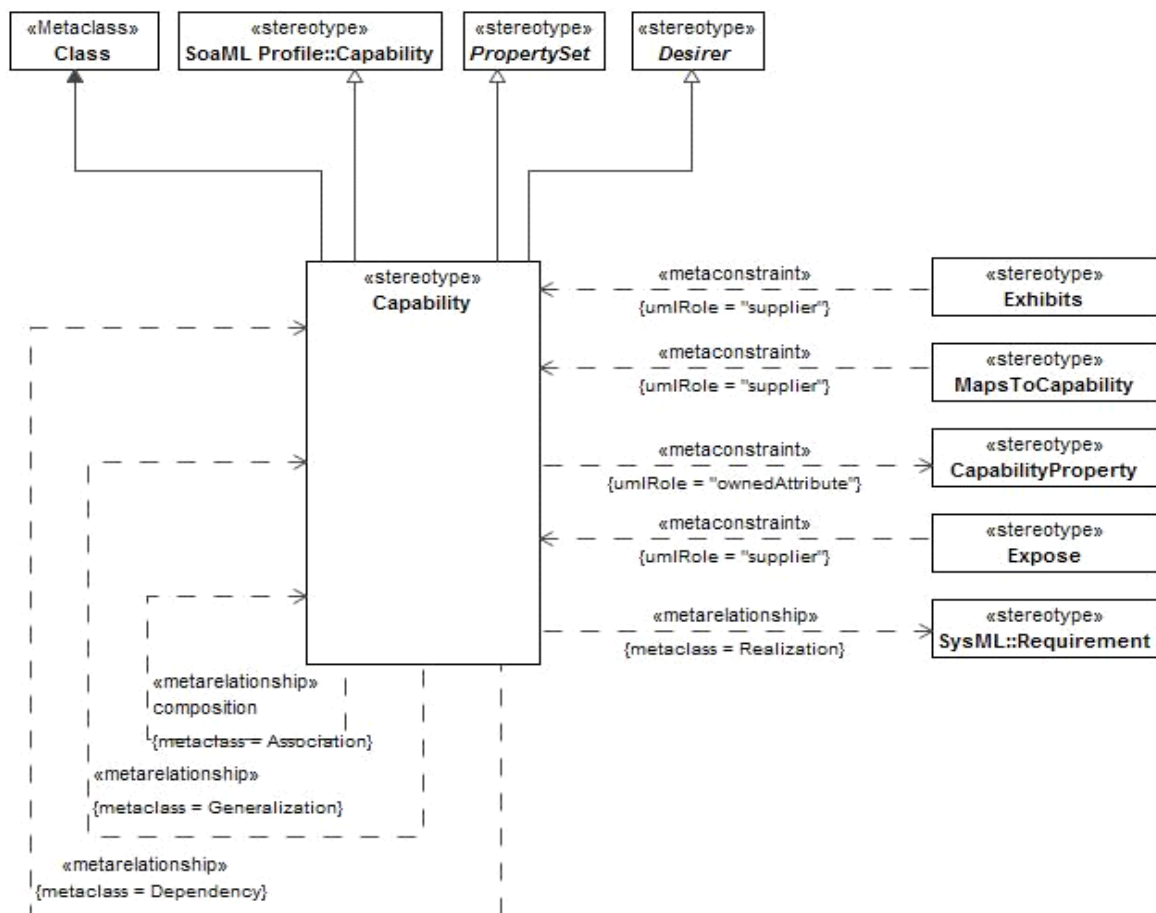 «Metaclass»
Class
«stereotype»
SoaML Profile::Capability
«stereotype»
PropertySet
«stereotype»
Desirer
«stereotype»
Capability
«metaconstraint»
{umlRole = "supplier"}
«stereotype»
Exhibits
«metaconstraint»
{umlRole = "supplier"}
«stereotype»
MapsToCapability
«metaconstraint»
{umlRole = "ownedAttribute"}
«stereotype»
CapabilityProperty
«metaconstraint»
{umlRole = "supplier"}
«stereotype»
Expose
«metarelationship»
{metaclass = Realization}
«stereotype»
SysML::Requirement
«metarelationship»
composition
{metaclass = Association}
«metarelationship»
{metaclass = Generalization}
«metarelationship»
{metaclass = Dependency}